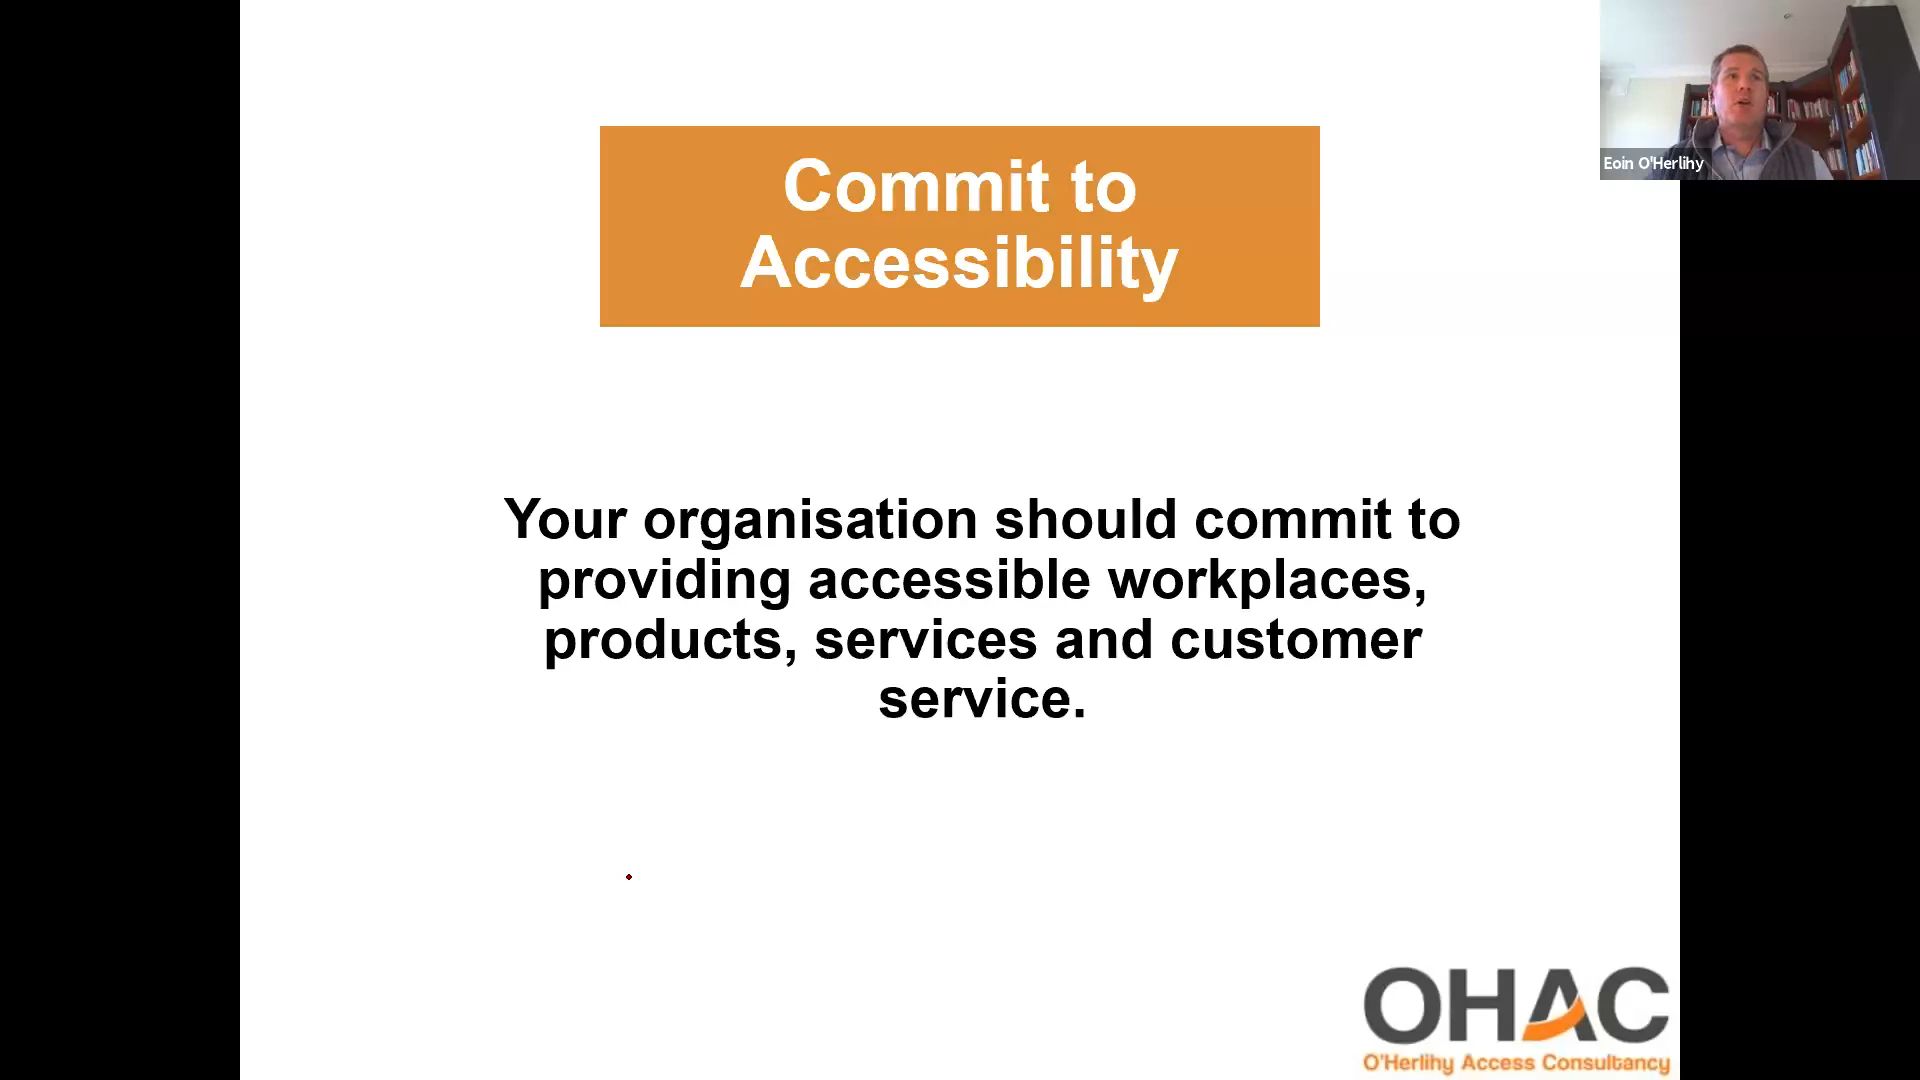 Commit to
Accessibility
Eoin O'Herlihy
Your organisation should commit to
providing accessible workplaces,
products, services and customer
service.
OHAC
O'Herlihy Access Consultancy